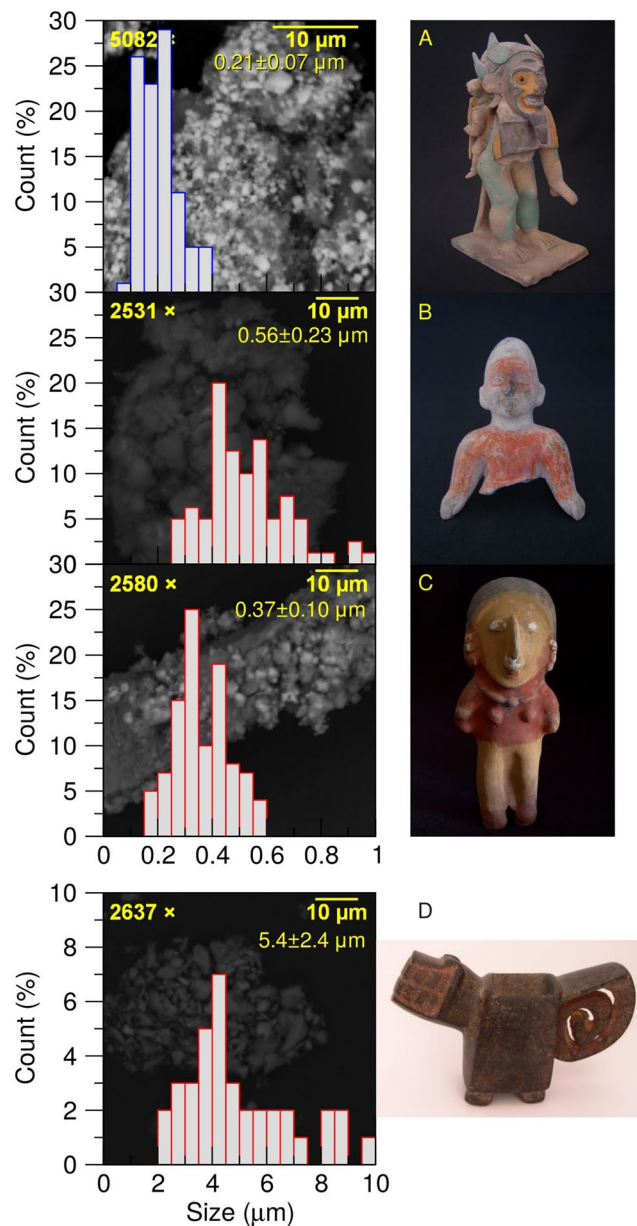 30
25
20
15
10
5
Count (%)
5082 ×
10 µm
0.21±0.07 µm
A
30
20
15
10
5
Count (%)
2531 ×
10 µm
0.56±0.23 µm
B
30
25
20
15
10
5
0
Count (%)
2580 ×
10 µm
0.37±0.10 µm
C
0 0.2 0.4 0.6 0.8 1
10
8
6
4
2
0
Count (%)
2637 ×
10 µm
5.4±2.4 µm
D
0 2 4 6 8 10
Size (µm)